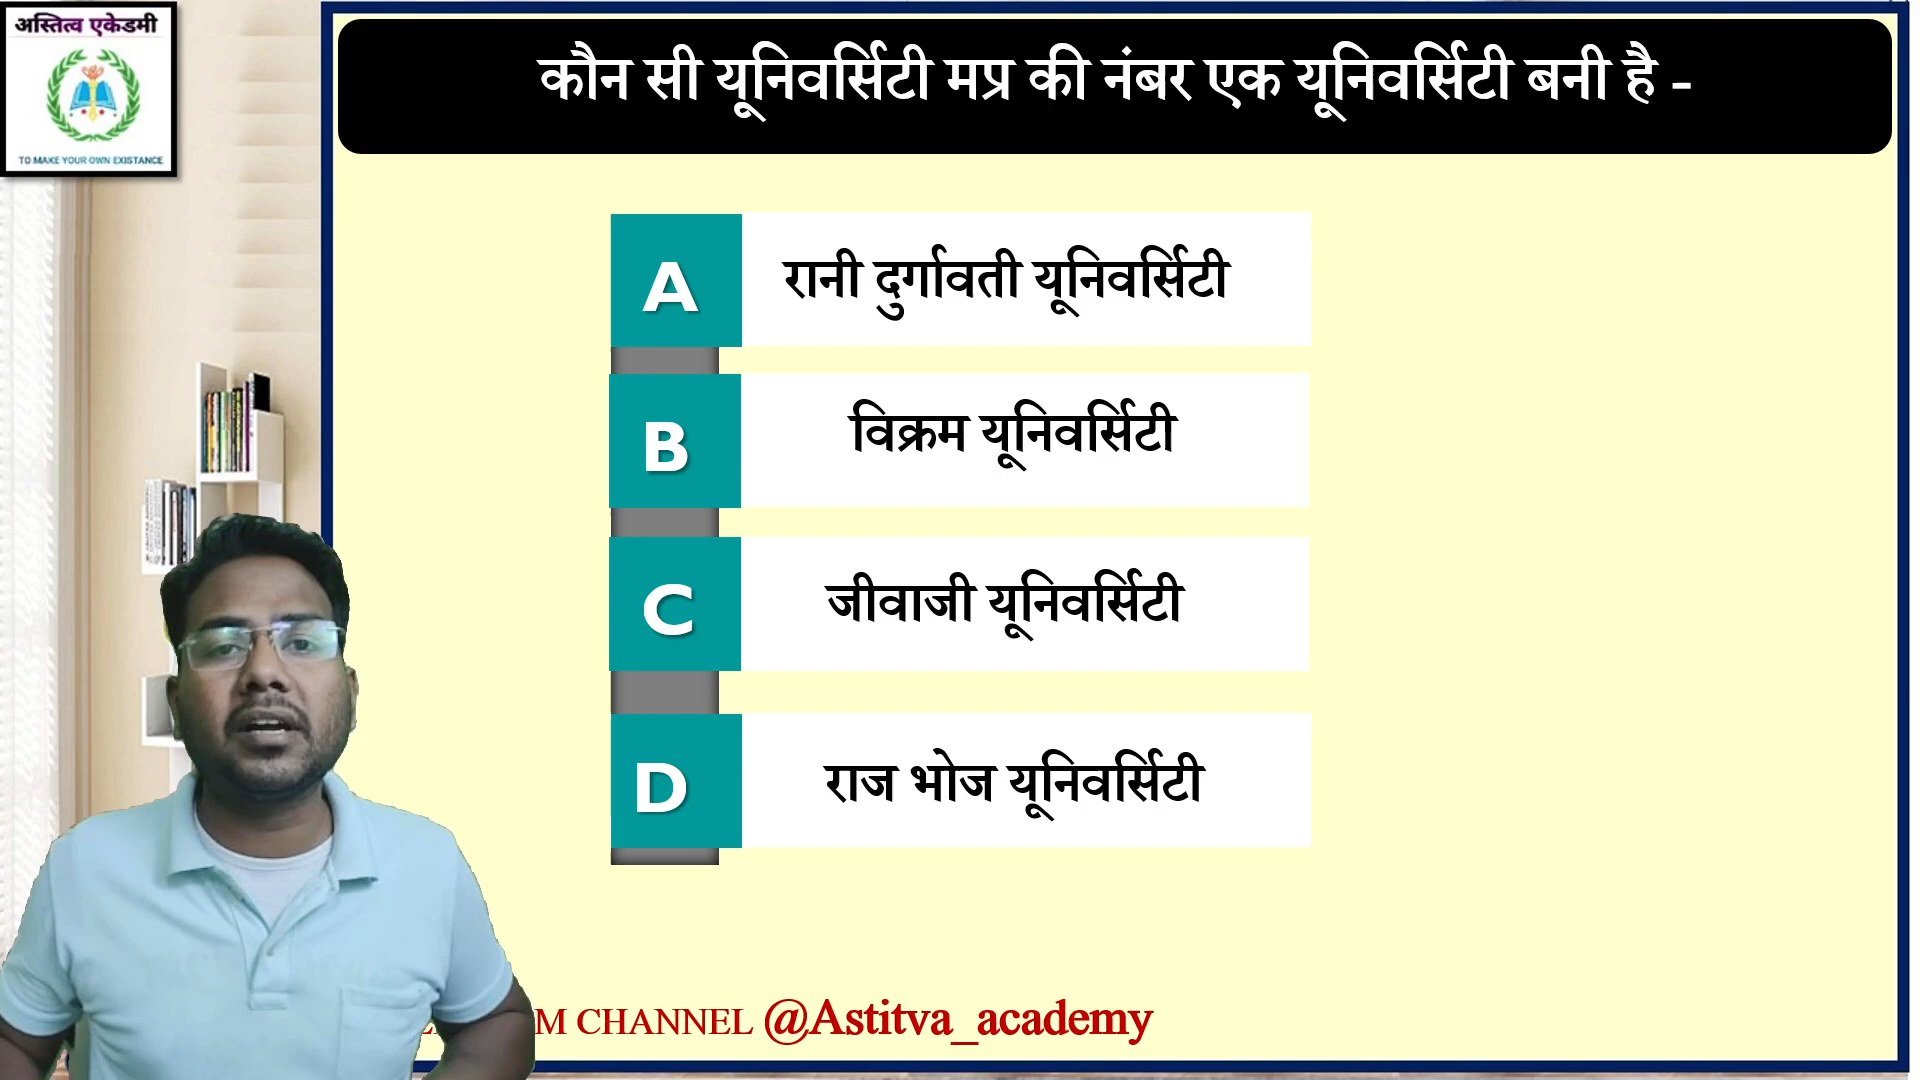 अस्तित्व एकेडमी
TO MAKE YOUR OWN EXISTANCE
कौन सी यूनिवर्सिटी मप्र की नंबर एक यूनिवर्सिटी बनी है -
A रानी दुर्गावती यूनिवर्सिटी
B विक्रम यूनिवर्सिटी
C जीवाजी यूनिवर्सिटी
D राज भोज यूनिवर्सिटी
M CHANNEL @Astitva_academy